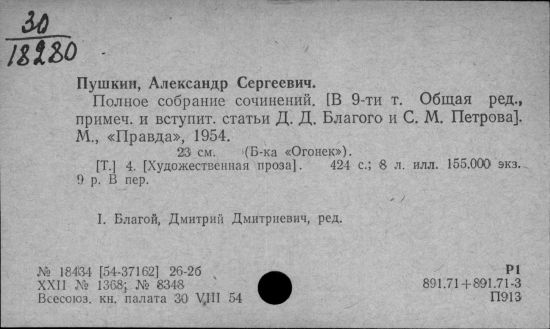 30
18280
Пушкин, Александр Сергеевич.
Полное собрание сочинений. [В 9-ти т. Общая ред.,
примеч. и вступит. статьи Д. Д. Благого и С. М. Петрова].
М., «Правда», 1954.
23 см. (Б-ка «Огонек»).
[Т.] 4. [Художественная проза]. 424 с.; 8 л. илл. 155.000 экз.
9 р. В пер.
I. Благой, Дмитрий Дмитриевич, ред.
№ 18434 [54-37162] 26-2б Р1
XXII № 1368; № 8348 891.71+891.71-3
Всесоюз. кн. палата 30 VIII 54 П913